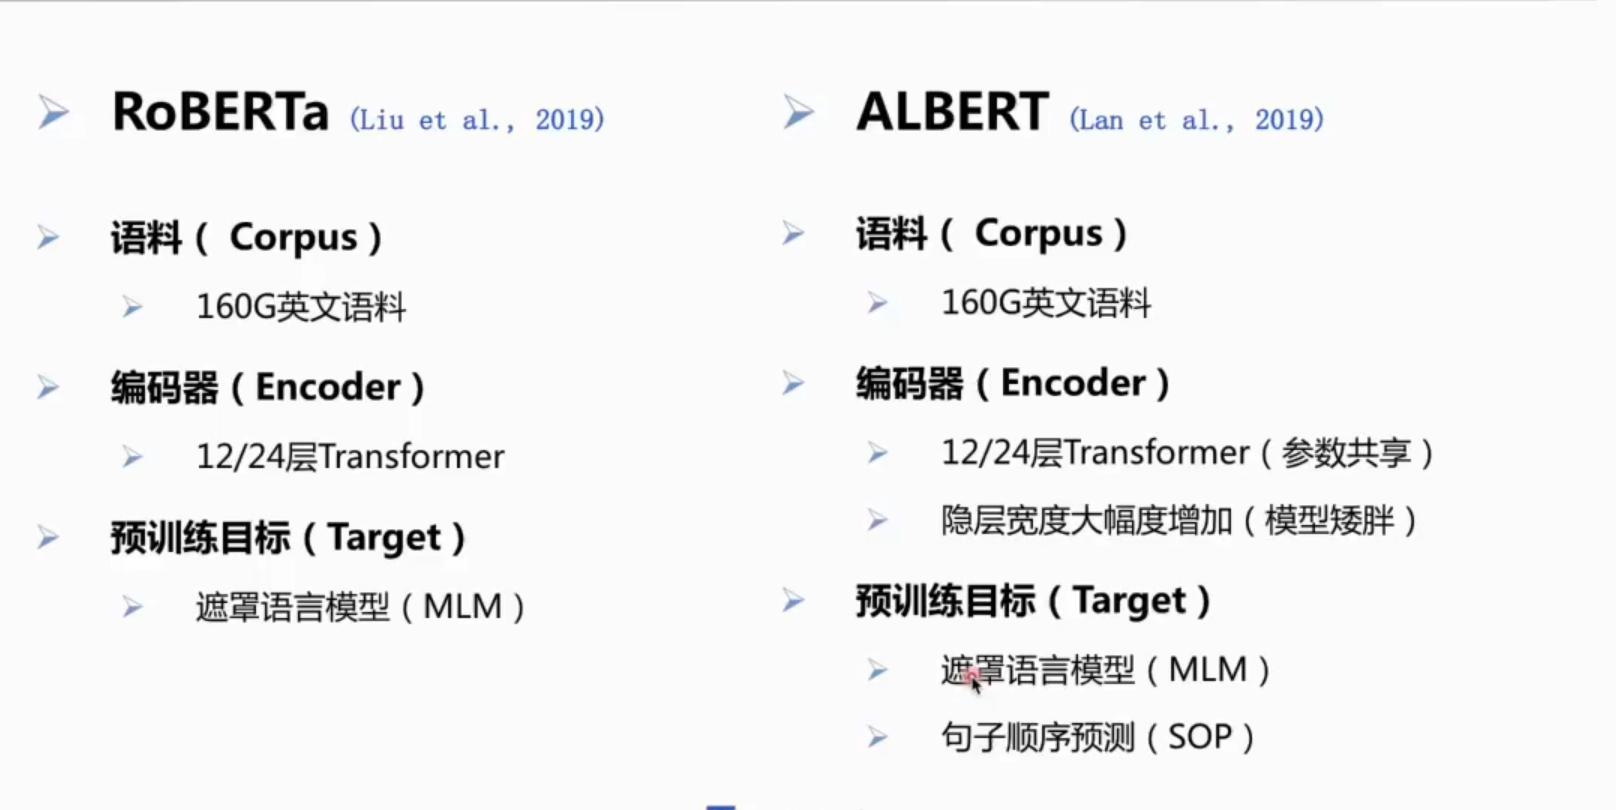 RoBERTa (Liu et al., 2019)
语料（ Corpus）
160G英文语料
编码器（Encoder）
12/24层Transformer
预训练目标（Target）
遮罩语言模型（MLM）
ALBERT (Lan et al., 2019)
语料（ Corpus）
160G英文语料
编码器（Encoder）
12/24层Transformer（参数共享）
隐层宽度大幅度增加（模型矮胖）
预训练目标（Target）
遮罩语言模型（MLM）
句子顺序预测（SOP）